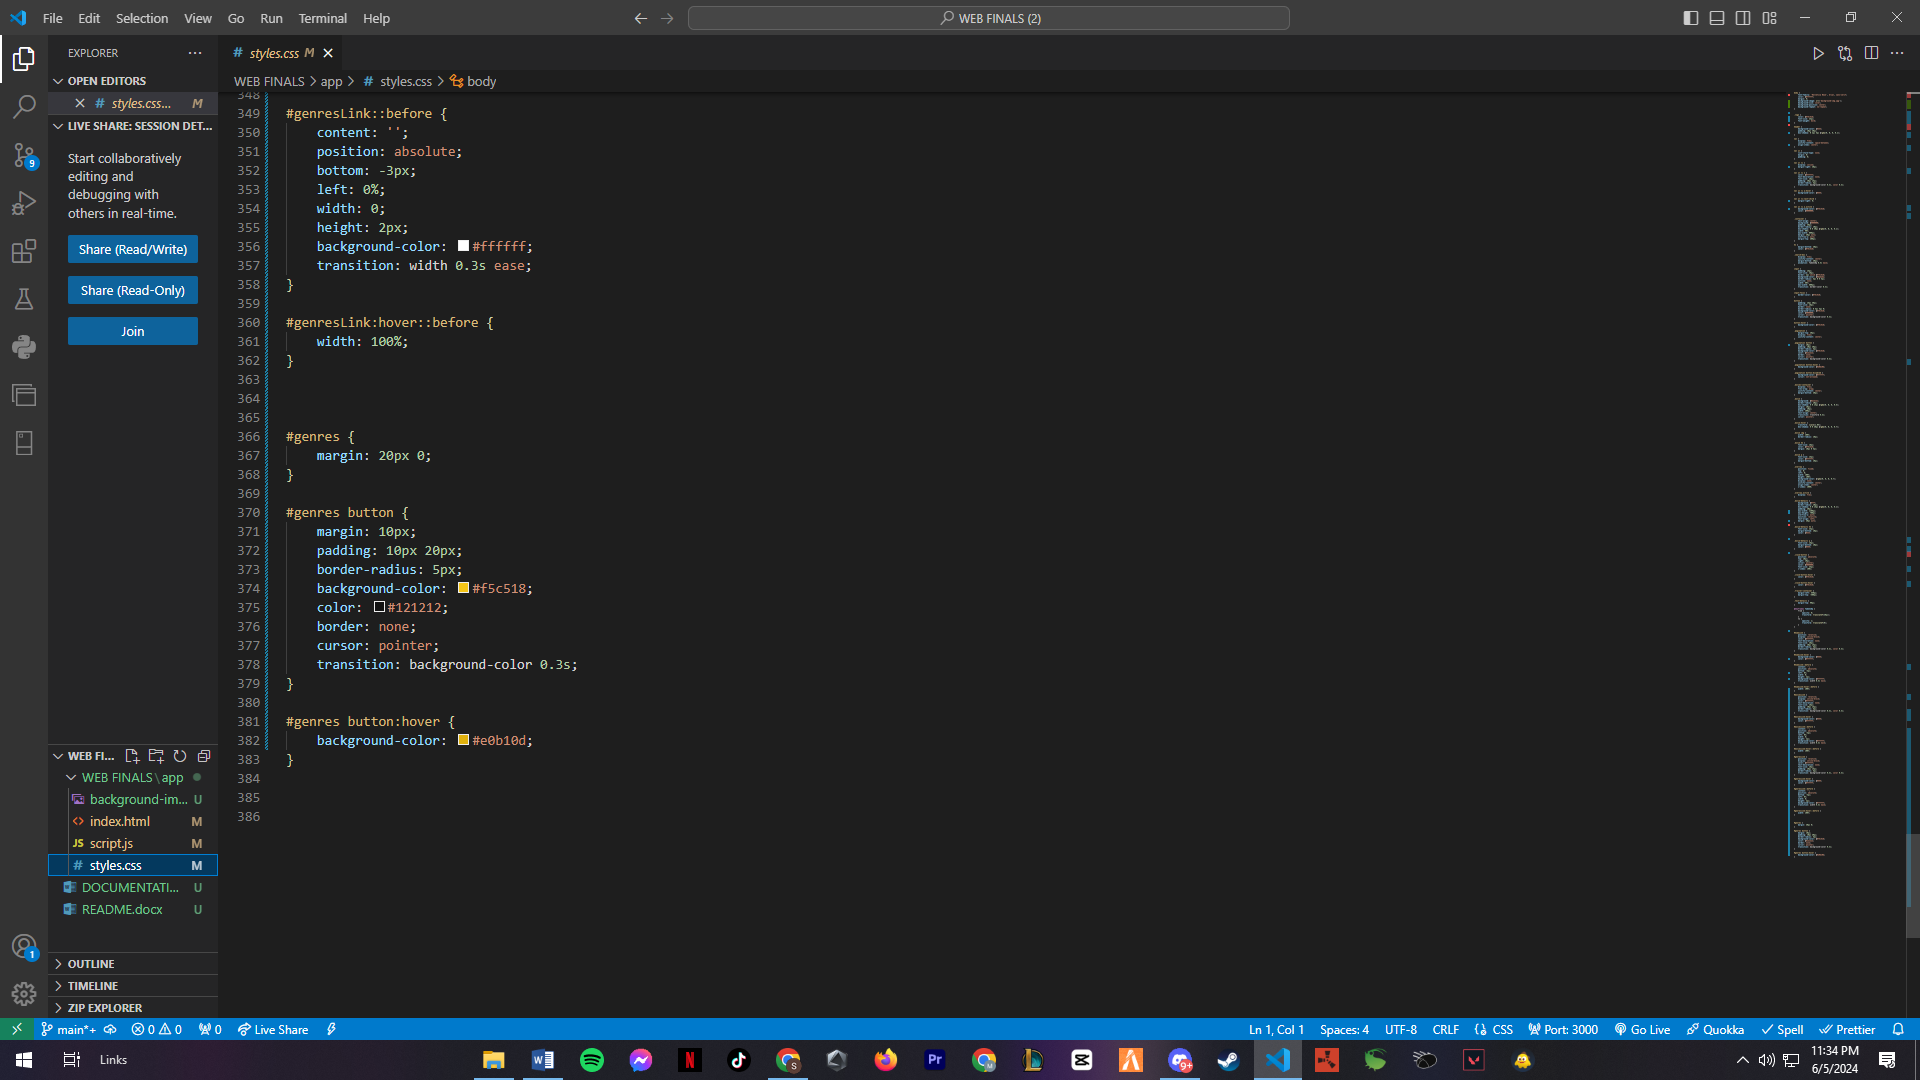 File Edit Selection View Go Run Terminal Help
WEB FINALS (2)
EXPLORER
OPEN EDITORS
styles.css... M
LIVE SHARE: SESSION DET...
Start collaboratively
editing and
debugging with
others in real-time.
Share (Read/Write)
Share (Read-Only)
Join
9
WEB FI...
WEB FINALS \ app
background-im... U
index.html M
JS script.js M
# styles.css M
DOCUMENTATI... U
README.docx U
1
OUTLINE
TIMELINE
ZIP EXPLORER
# styles.css M
WEB FINALS > app > # styles.css > body
348
349 #genresLink::before {
350 content: '';
351 position: absolute;
352 bottom: -3px;
353 left: 0%;
354 width: 0;
355 height: 2px;
356 background-color: #ffffff;
357 transition: width 0.3s ease;
358 }
359
360 #genresLink:hover::before {
361 width: 100%;
362 }
363
364
365
366 #genres {
367 margin: 20px 0;
368 }
369
370 #genres button {
371 margin: 10px;
372 padding: 10px 20px;
373 border-radius: 5px;
374 background-color: #f5c518;
375 color: #121212;
376 border: none;
377 cursor: pointer;
378 transition: background-color 0.3s;
379 }
380
381 #genres button:hover {
382 background-color: #e0b10d;
383 }
384
385
386
main*+ 0 0 0 Live Share Ln 1, Col 1 Spaces: 4 UTF-8 CRLF {} CSS Port: 3000 Go Live Quokka Spell Prettier
Links
11:34 PM
6/5/2024